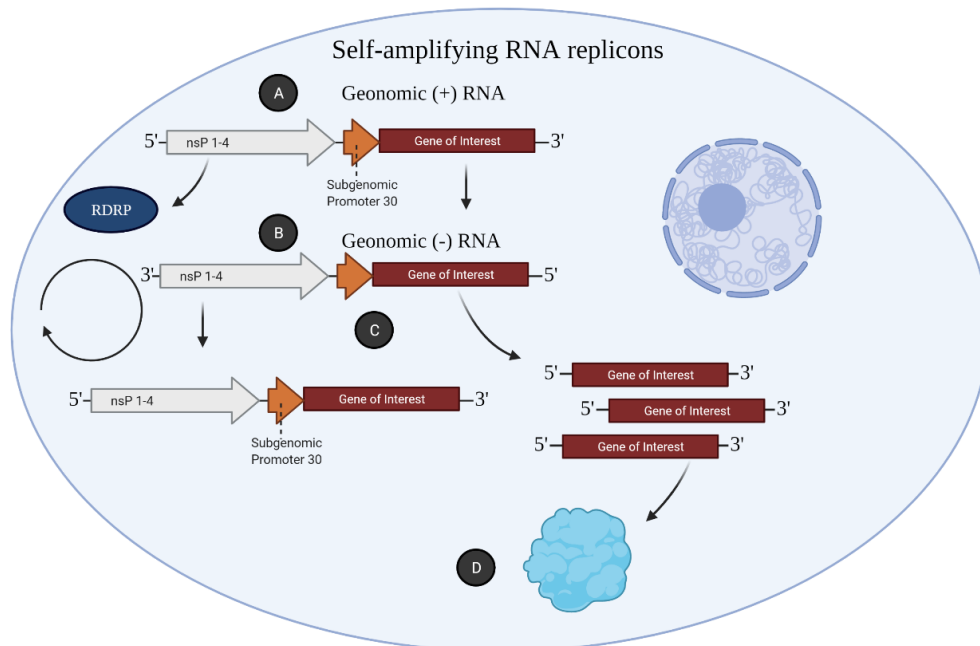 Self-amplifying RNA replicons
A
Geonomic (+) RNA
5'
nsP 1-4
Gene of Interest
3'
Subgenomic
Promoter 30
RDRP
B
Geonomic (-) RNA
3'
nsP 1-4
Gene of Interest
5'
C
5'
Gene of Interest
3'
5'
nsP 1-4
Gene of Interest
3'
5'
Gene of Interest
3'
Subgenomic
Promoter 30
5'
Gene of Interest
3'
D